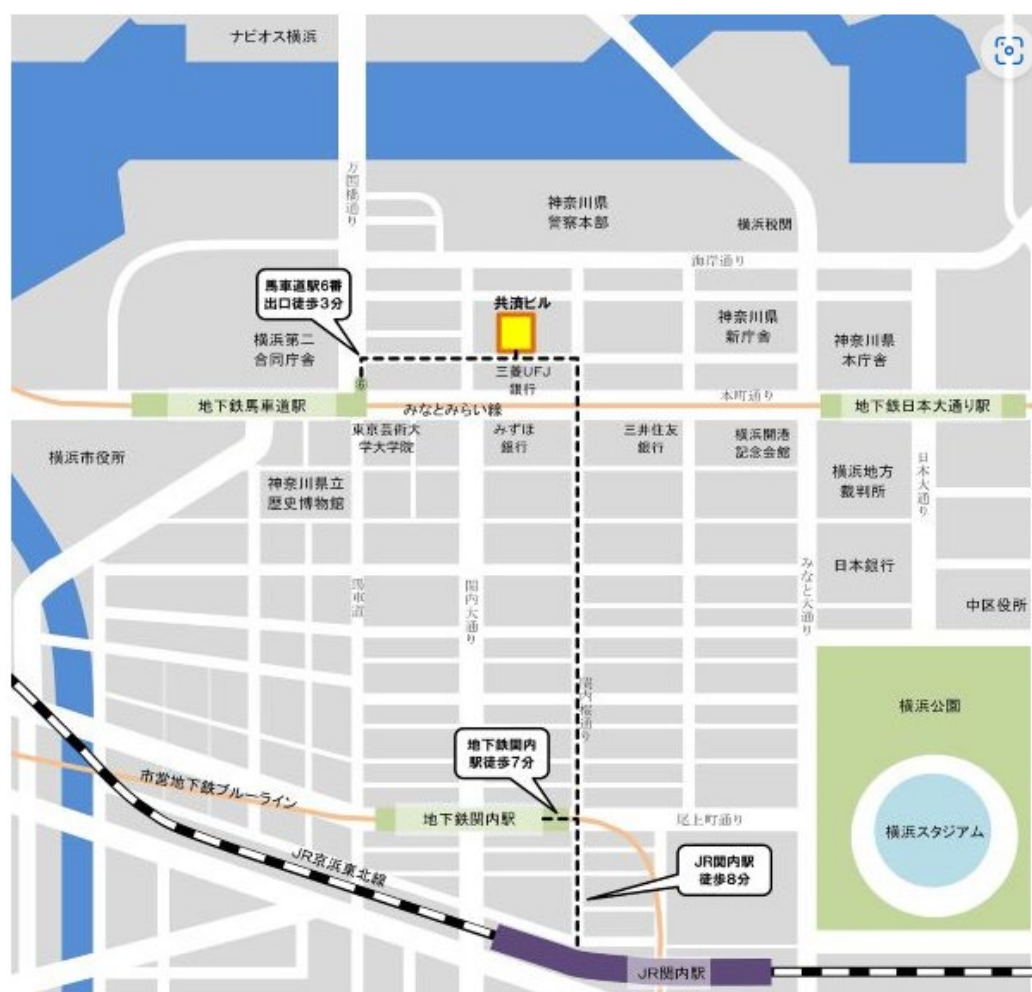 ナビオス横浜
万国橋通り
神奈川県
警察本部
横浜税関
海岸通り
馬車道駅6番
出口徒歩3分
共済ビル
横浜第二
合同庁舎
神奈川県
新庁舎
神奈川県
本庁舎
三菱UFJ
銀行
6
本町通り
地下鉄馬車道駅
みなとみらい線
地下鉄日本大通り駅
東京芸術大
学大学院
みずほ
銀行
三井住友
銀行
横浜開港
記念会館
横浜市役所
神奈川県立
歴史博物館
横浜地方
裁判所
日本大通り
日本銀行
馬車道
関内大通り
みなと大通り
中区役所
関内桜通り
横浜公園
地下鉄関内
駅徒歩7分
市営地下鉄ブルーライン
地下鉄関内駅
尾上町通り
横浜スタジアム
JR京浜東北線
JR関内駅
徒歩8分
JR関内駅